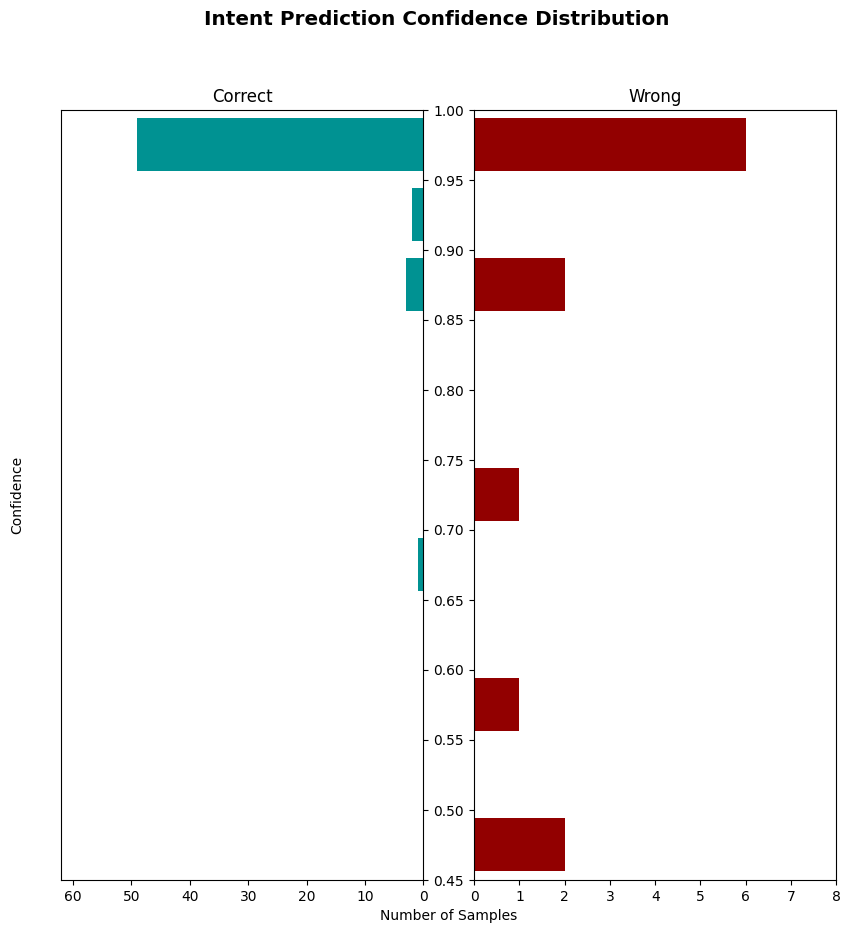 Intent Prediction Confidence Distribution
Correct
Wrong
1.00
0.95
0.90
0.85
0.80
0.75
0.70
0.65
0.60
0.55
0.50
0.45
Confidence
60 50 40 30 20 10 0
0 1 2 3 4 5 6 7 8
Number of Samples